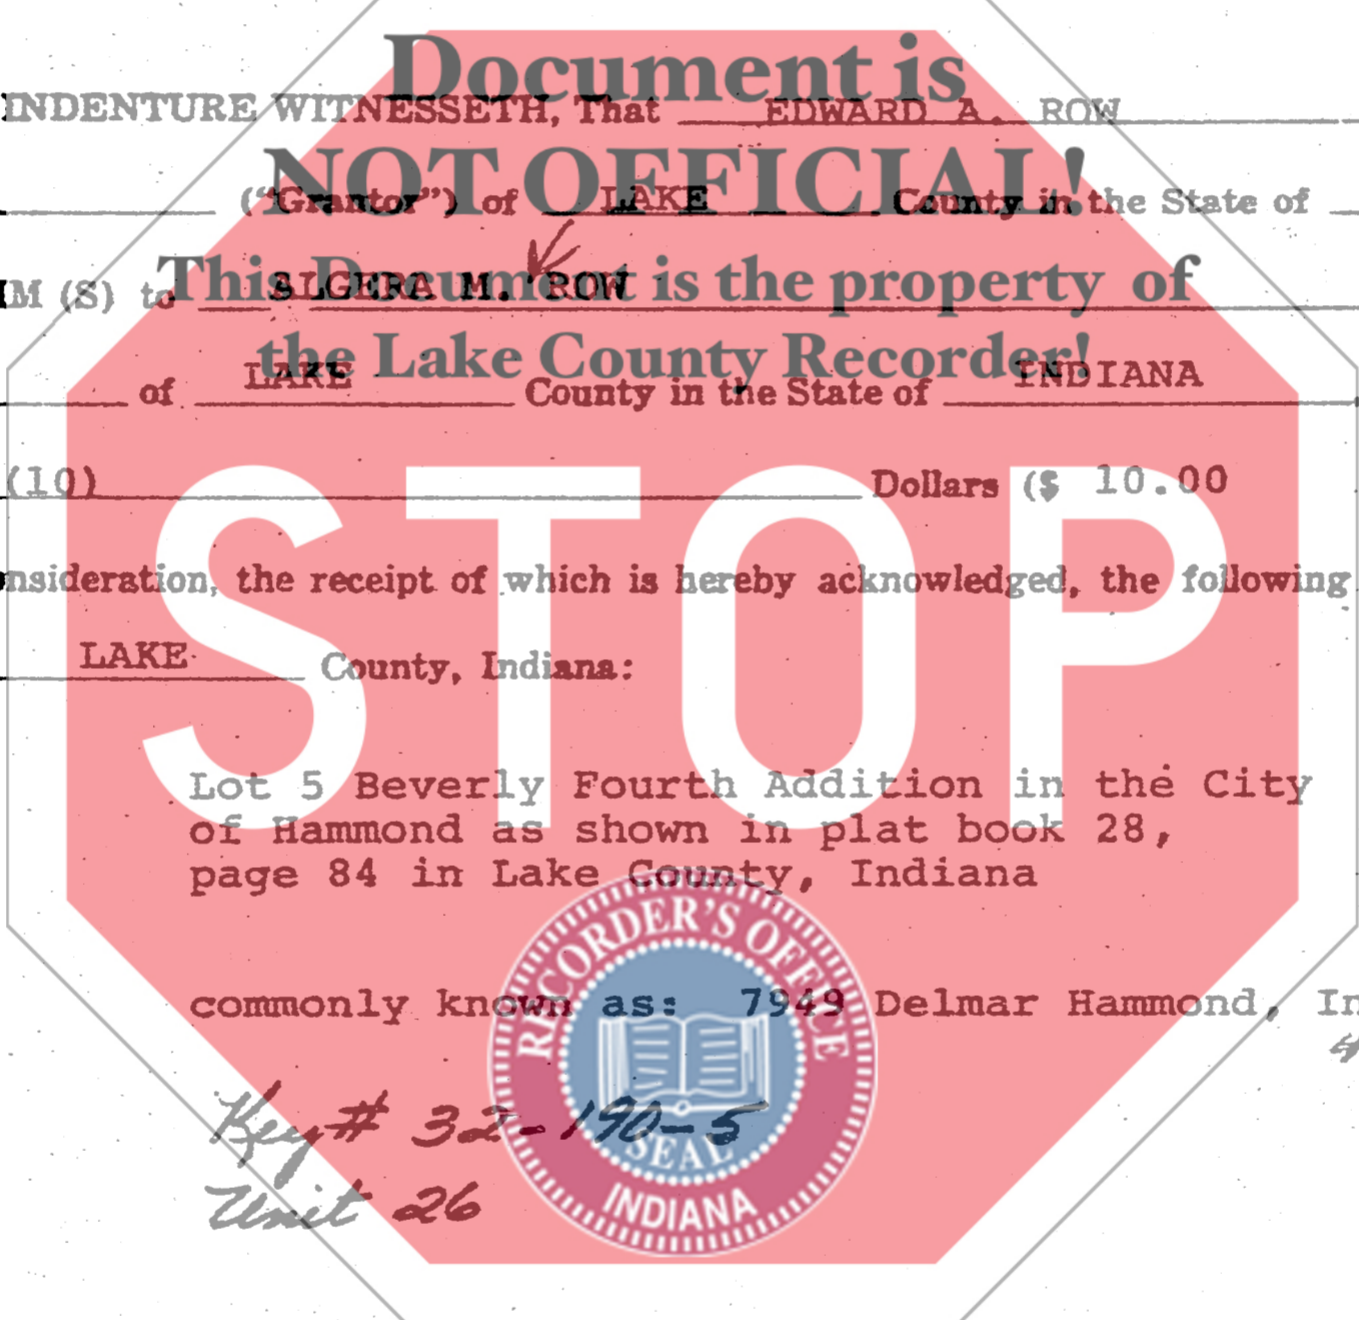 Document is
INDENTURE WITNESSETH, That EDWARD A. ROW
NOT OFFICIAL!
("Grantor") of LAKE County in the State of
This Document is the property of
M (S) to ALGERA M. ROW
the Lake County Recorder!
of LAKE County in the State of INDIANA
(10) Dollars ($ 10.00
STOP
nsideration, the receipt of which is hereby acknowledged, the following
LAKE County, Indiana:
Lot 5 Beverly Fourth Addition in the City
of Hammond as shown in plat book 28,
page 84 in Lake County, Indiana
RECORDER'S OFFICE
commonly known as: 7949 Delmar Hammond, In
Key # 32-190-5
SEAL
Unit 26
INDIANA